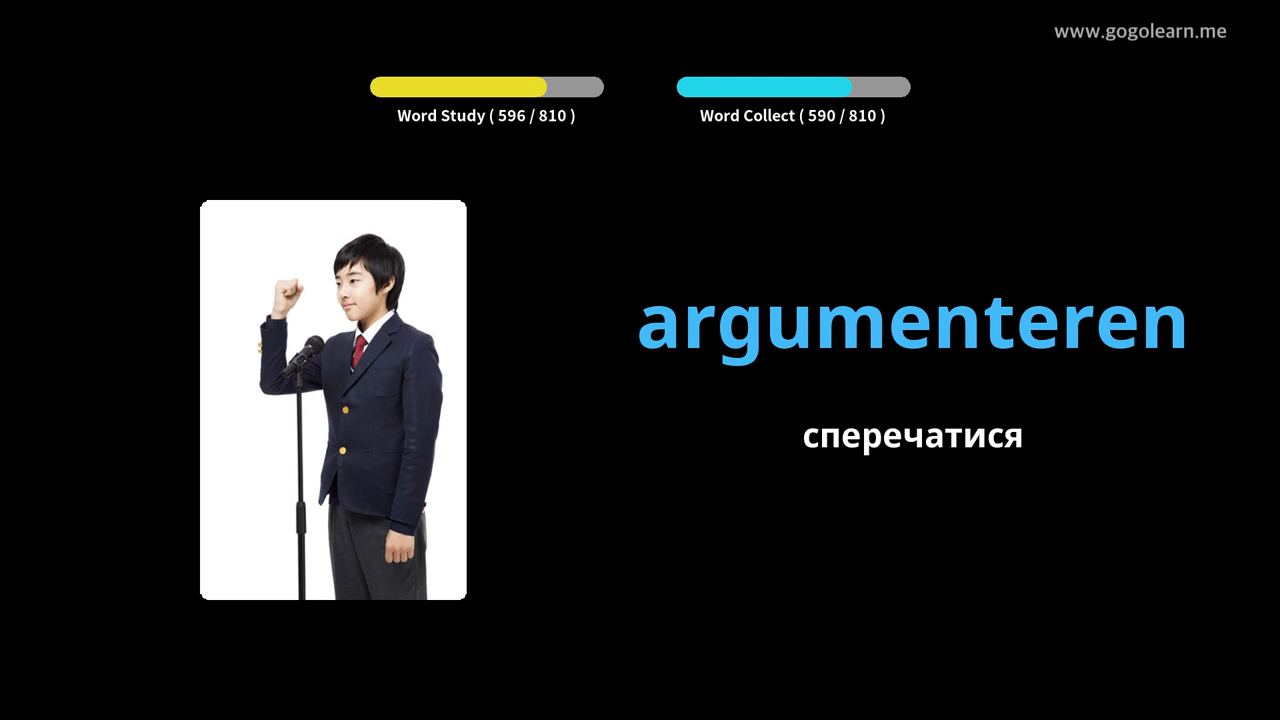 www.gogolearn.me
Word Study ( 596 / 810 )
Word Collect ( 590 / 810 )
argumenteren
сперечатися